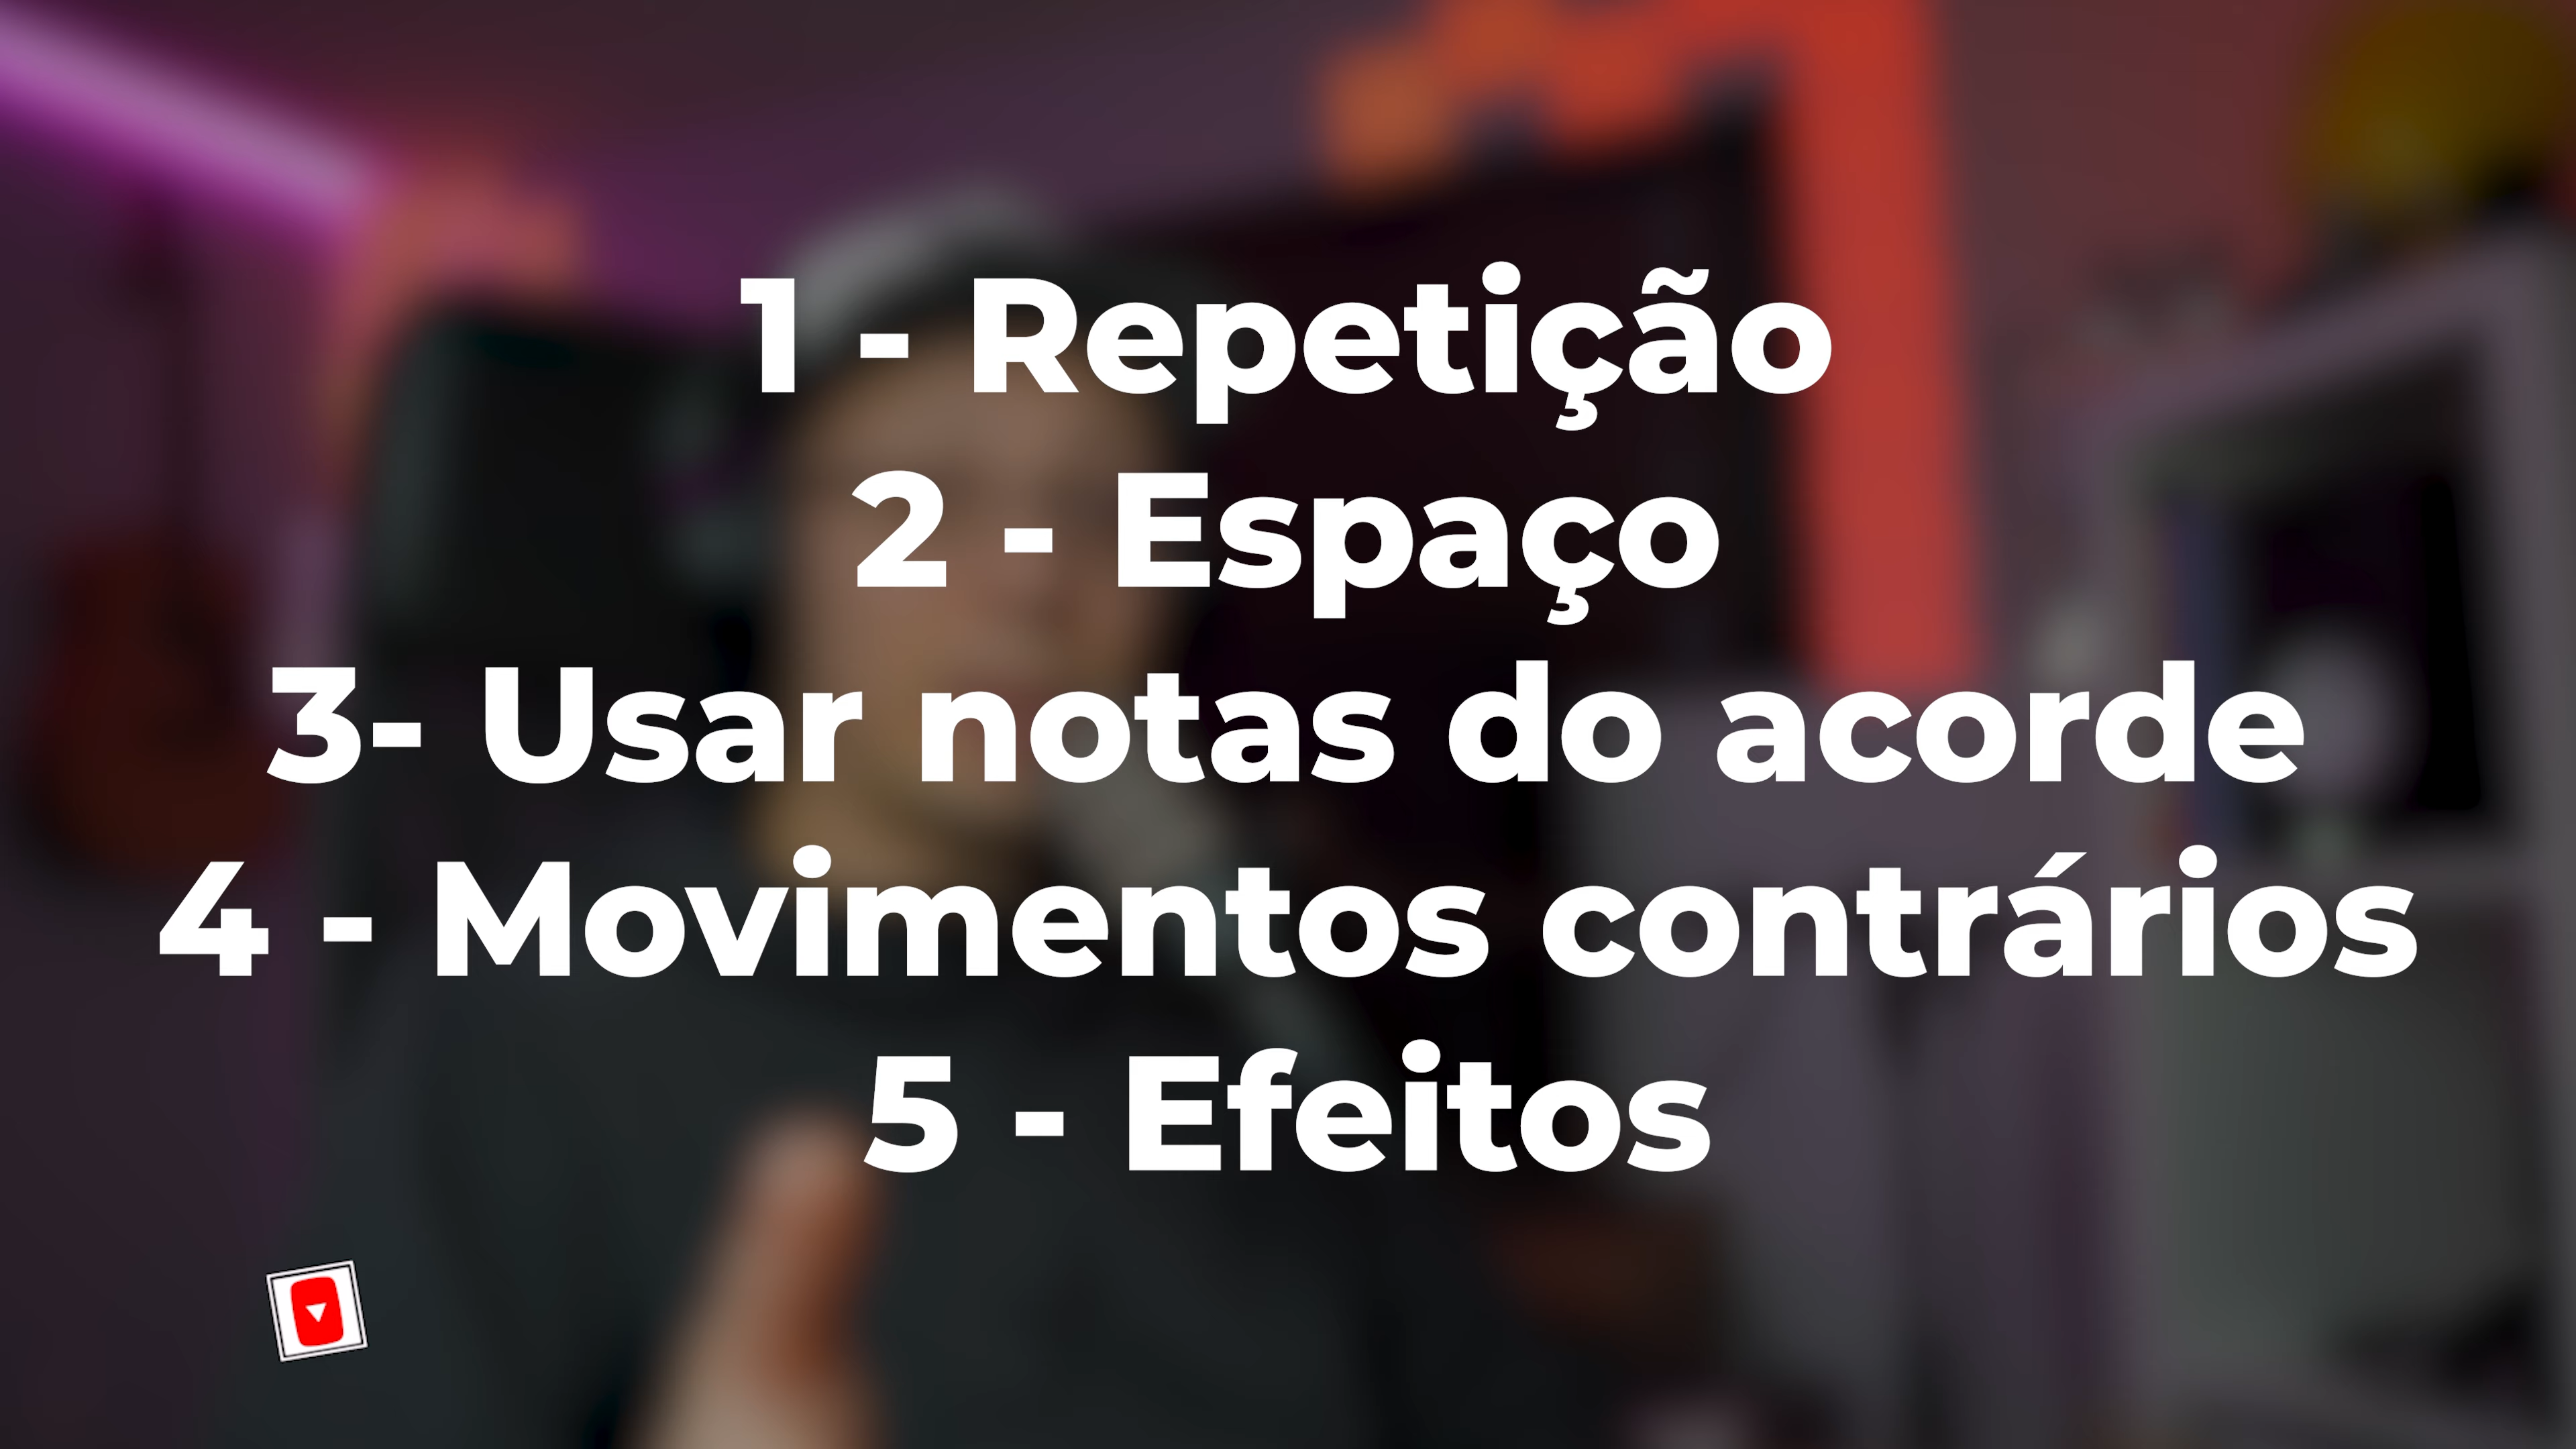 1 - Repetição
2 - Espaço
3- Usar notas do acorde
4 - Movimentos contrários
5 - Efeitos